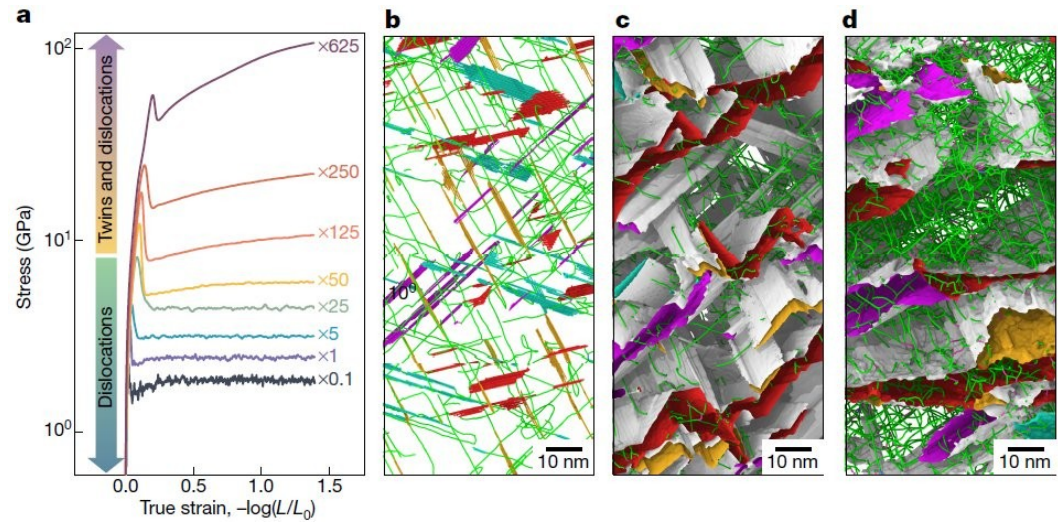 a
b
c
d
Twins and dislocations
Dislocations
Stress (GPa)
10²
10¹
10⁰
×625
×250
×125
×50
×25
×5
×1
×0.1
0.0 0.5 1.0 1.5
True strain, –log(L/L₀)
10⁹
10 nm
10 nm
10 nm